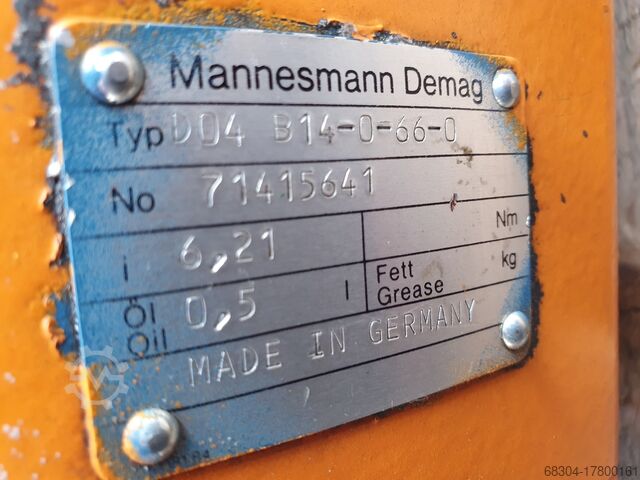 Mannesmann Demag
Typ D04 B14-0-66-0
No 71415641
i 6,21 Nm
Öl Oil 0,5 l Fett Grease kg
MADE IN GERMANY
68304-17800161